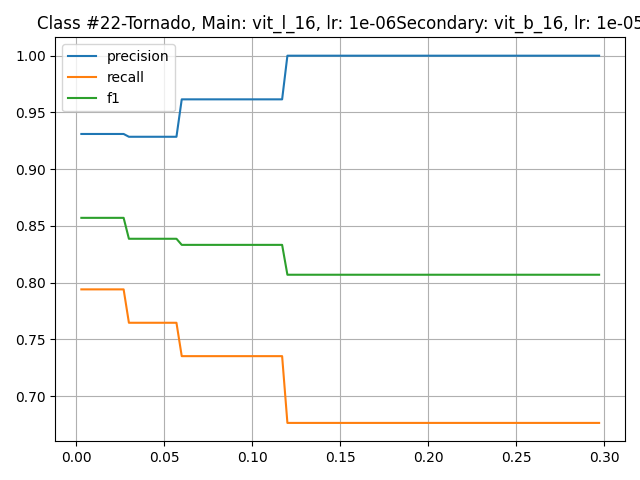 Class #22-Tornado, Main: vit_l_16, lr: 1e-06Secondary: vit_b_16, lr: 1e-05
precision
recall
f1
1.00
0.95
0.90
0.85
0.80
0.75
0.70
0.00 0.05 0.10 0.15 0.20 0.25 0.30